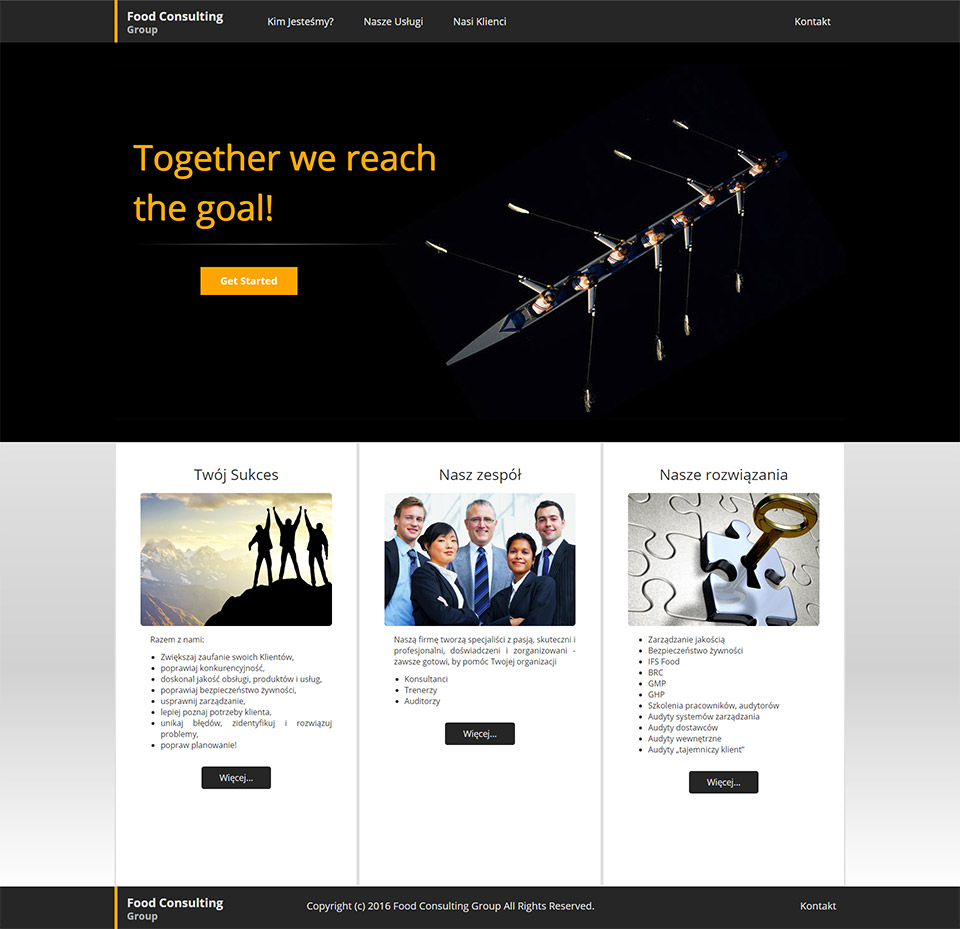 Food Consulting
Group
Kim Jesteśmy?
Nasze Usługi
Nasi Klienci
Kontakt
Together we reach
the goal!
Get Started
Twój Sukces
Razem z nami:
Zwiększaj zaufanie swoich Klientów,
poprawiaj konkurencyjność,
doskonal jakość obsługi, produktów i usług,
poprawiaj bezpieczeństwo żywności,
usprawnij zarządzanie,
lepiej poznaj potrzeby klienta,
unikaj błędów, zidentyfikuj i rozwiązuj
problemy,
popraw planowanie!
Więcej...
Nasz zespół
Naszą firmę tworzą specjaliści z pasją, skuteczni i
profesjonalni, doświadczeni i zorganizowani -
zawsze gotowi, by pomóc Twojej organizacji
Konsultanci
Trenerzy
Auditorzy
Więcej...
Nasze rozwiązania
Zarządzanie jakością
Bezpieczeństwo żywności
IFS Food
BRC
GMP
GHP
Szkolenia pracowników, audytorów
Audyty systemów zarządzania
Audyty dostawców
Audyty wewnętrzne
Audyty „tajemniczy klient”
Więcej...
Food Consulting
Group
Copyright (c) 2016 Food Consulting Group All Rights Reserved.
Kontakt